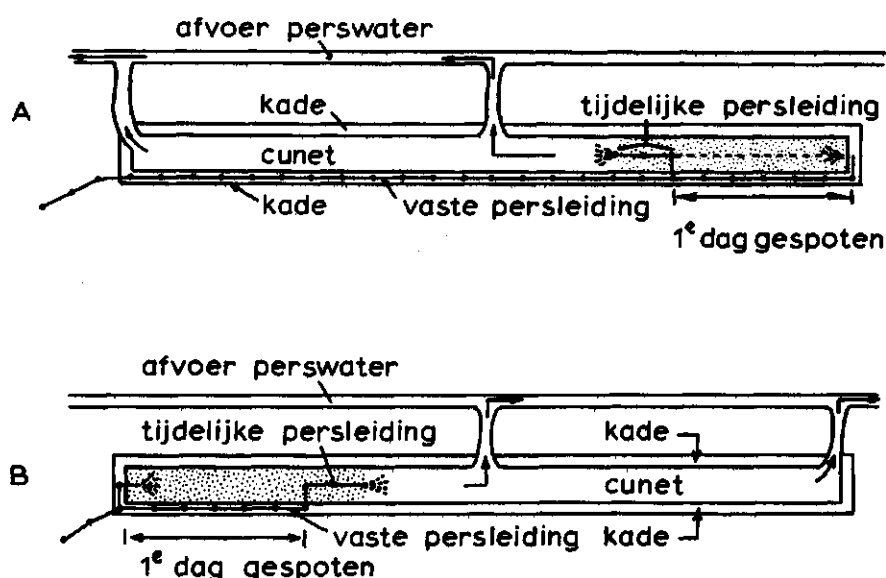 afvoer perswater
A
kade
tijdelijke persleiding
cunet
kade
vaste persleiding
1e dag gespoten
afvoer perswater
tijdelijke persleiding
kade
B
cunet
vaste persleiding
kade
1e dag gespoten